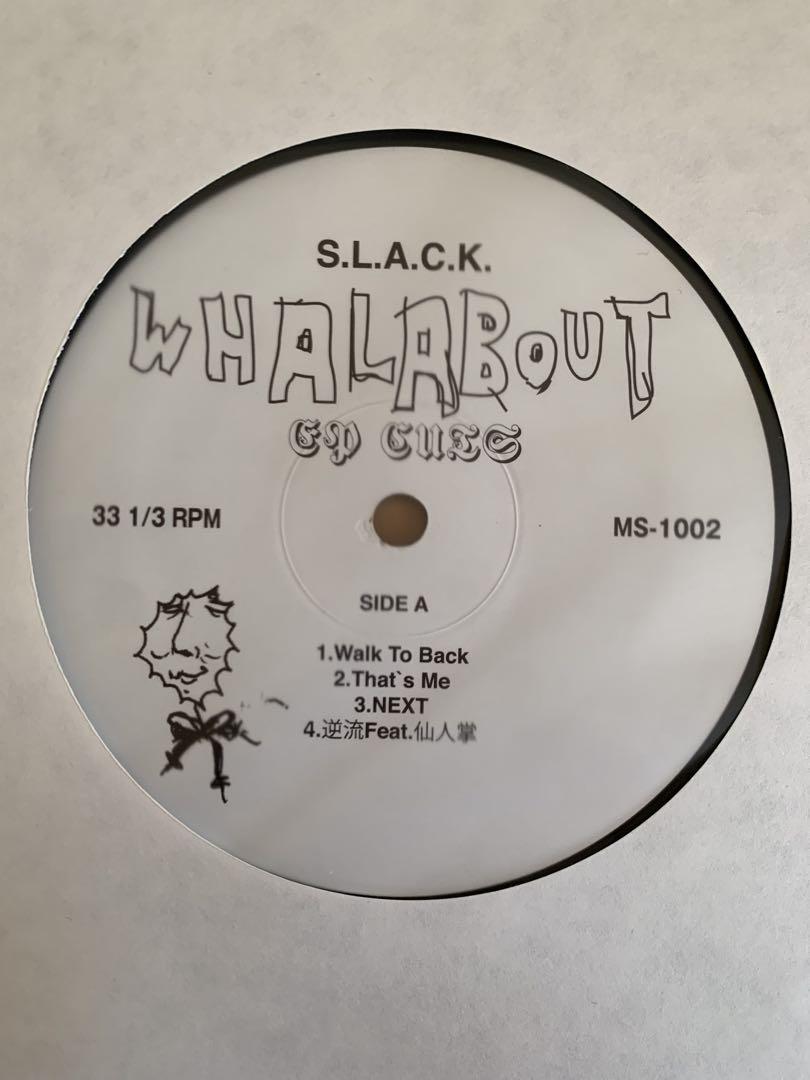 S.L.A.C.K.
WHALABOUT
EP CUTS
33 1/3 RPM
MS-1002
SIDE A
1.Walk To Back
2.That`s Me
3.NEXT
4.逆流Feat.仙人掌